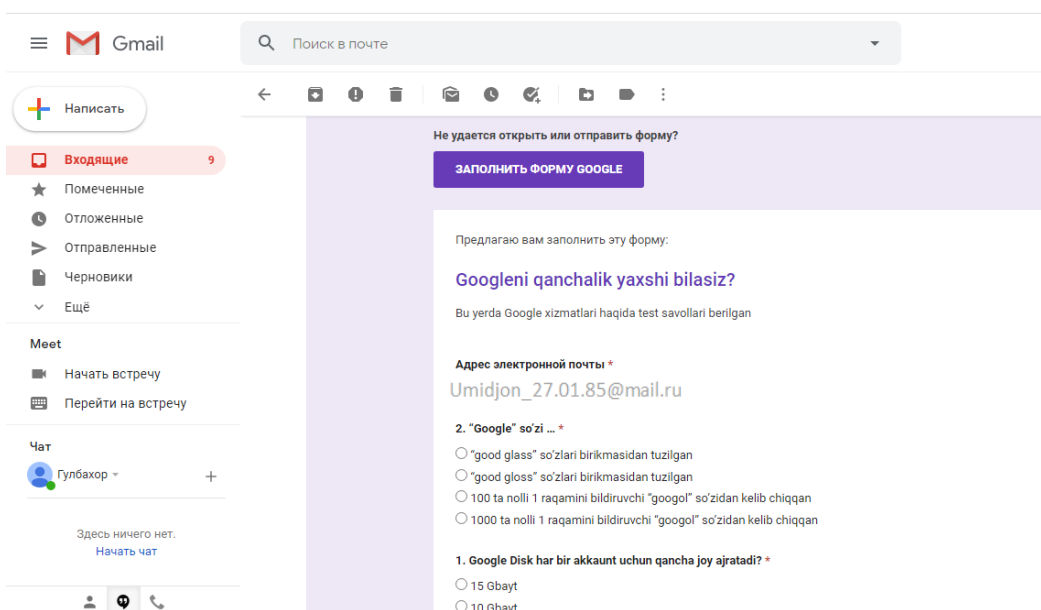 Gmail
Поиск в почте
Написать
Входящие 9
Помеченные
Отложенные
Отправленные
Черновики
Ещё
Meet
Начать встречу
Перейти на встречу
Чат
Гулбахор
Здесь ничего нет.
Начать чат
Не удается открыть или отправить форму?
ЗАПОЛНИТЬ ФОРМУ GOOGLE
Предлагаю вам заполнить эту форму:
Googleni qanchalik yaxshi bilasiz?
Bu yerda Google xizmatlari haqida test savollari berilgan
Адрес электронной почты *
Umidjon_27.01.85@mail.ru
2. “Google” so‘zi ... *
“good glass” so‘zlari birikmasidan tuzilgan
“good gloss” so‘zlari birikmasidan tuzilgan
100 ta nolli 1 raqamini bildiruvchi “googol” so‘zidan kelib chiqqan
1000 ta nolli 1 raqamini bildiruvchi “googol” so‘zidan kelib chiqqan
1. Google Disk har bir akkaunt uchun qancha joy ajratadi? *
15 Gbayt
10 Gbayt